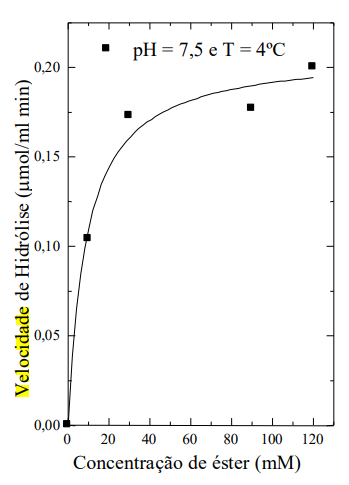 pH = 7,5 e T = 4ºC
0,20
0,15
0,10
0,05
0,00
Velocidade de Hidrólise (µmol/ml min)
0 20 40 60 80 100 120
Concentração de éster (mM)